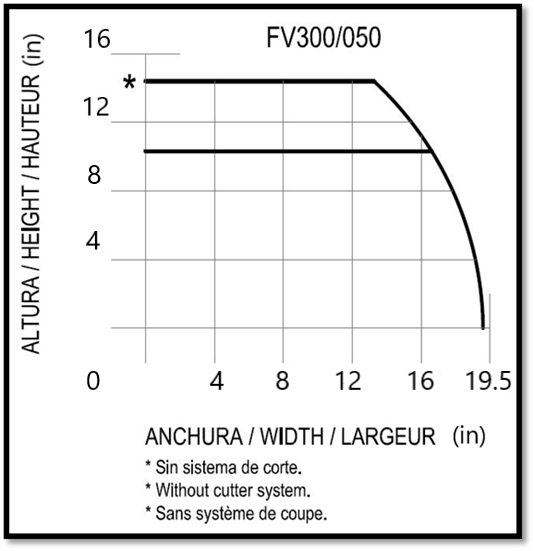 FV300/050
ALTURA / HEIGHT / HAUTEUR (in)
16
*
12
8
4
0 4 8 12 16 19.5
ANCHURA / WIDTH / LARGEUR (in)
* Sin sistema de corte.
* Without cutter system.
* Sans système de coupe.